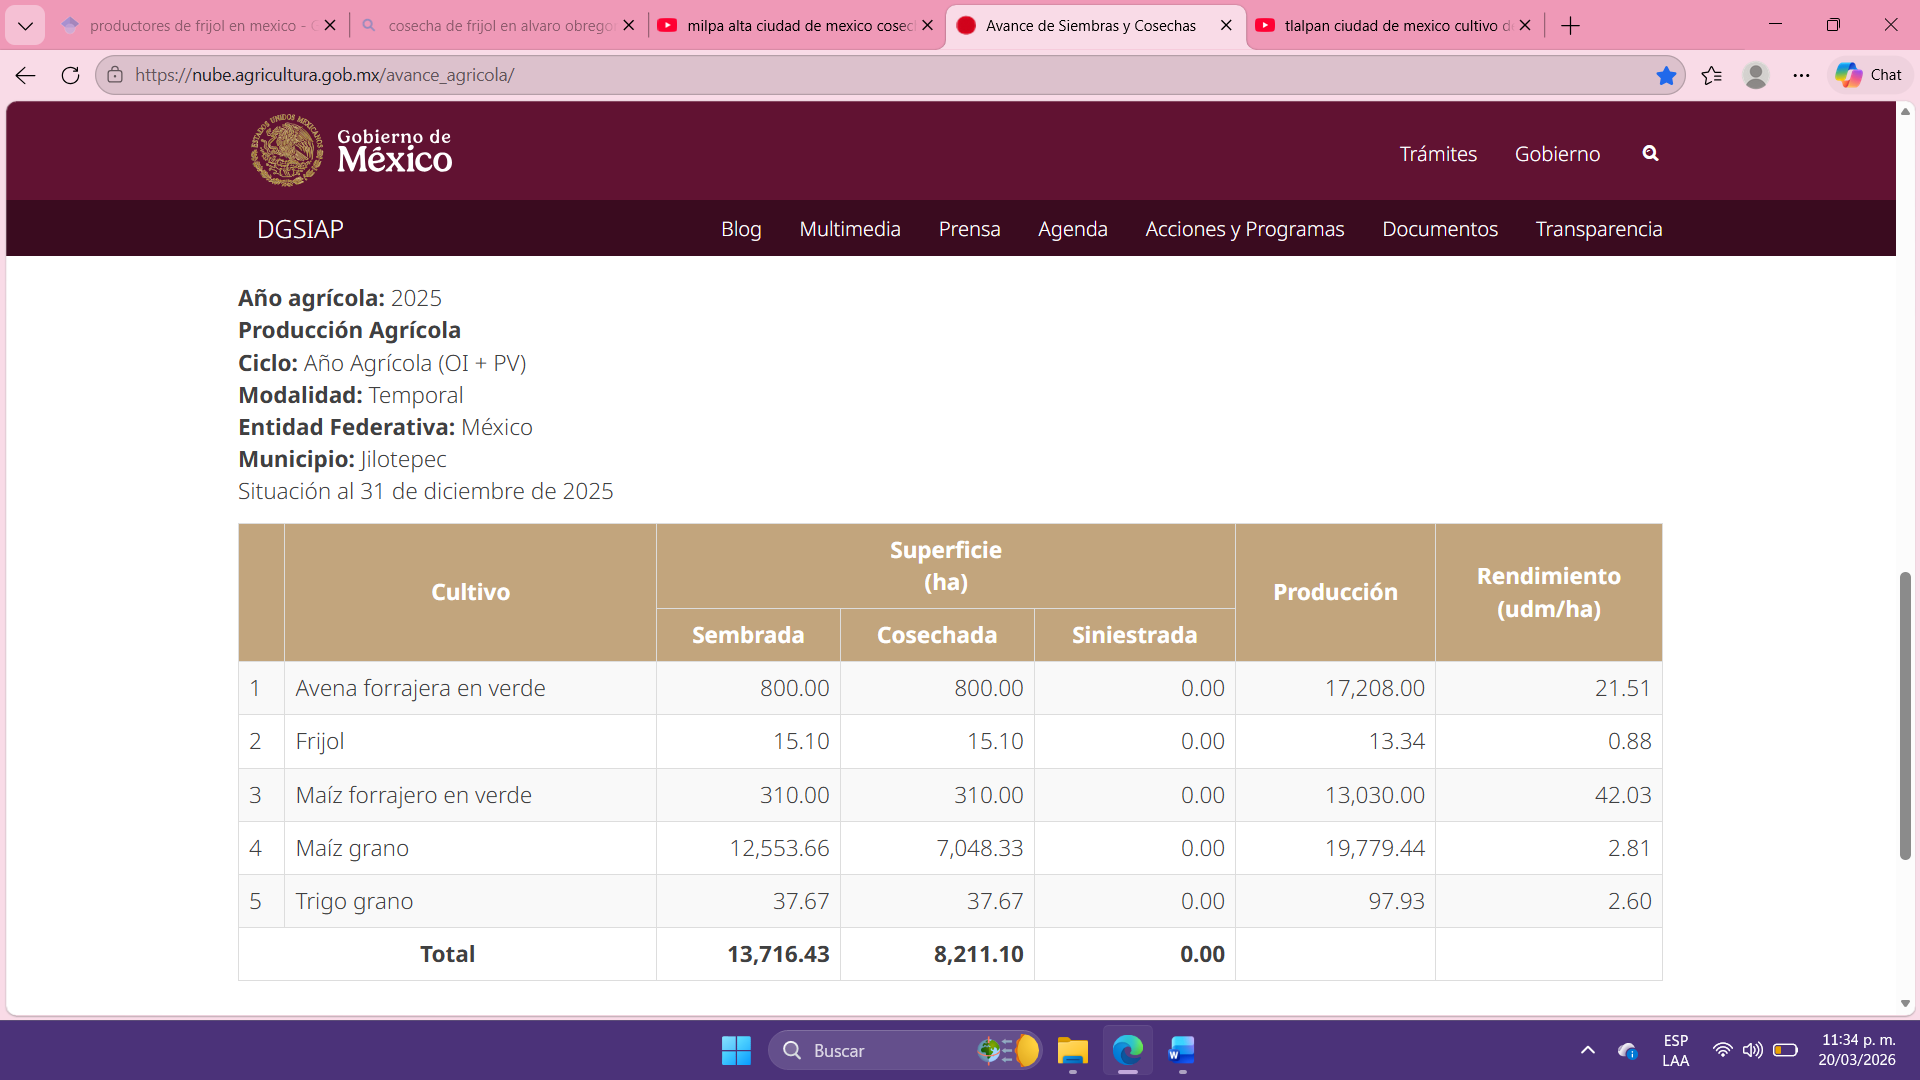 productores de frijol en mexico -
cosecha de frijol en alvaro obrego
milpa alta ciudad de mexico cosec
Avance de Siembras y Cosechas
tlalpan ciudad de mexico cultivo d
https://nube.agricultura.gob.mx/avance_agricola/
Chat
ESTADOS UNIDOS MEXICANOS
Gobierno de
México
Trámites
Gobierno
DGSIAP
Blog
Multimedia
Prensa
Agenda
Acciones y Programas
Documentos
Transparencia
Año agrícola: 2025
Producción Agrícola
Ciclo: Año Agrícola (OI + PV)
Modalidad: Temporal
Entidad Federativa: México
Municipio: Jilotepec
Situación al 31 de diciembre de 2025
Cultivo
Superficie
(ha)
Producción
Rendimiento
(udm/ha)
Sembrada Cosechada Siniestrada
1 Avena forrajera en verde 800.00 800.00 0.00 17,208.00 21.51
2 Frijol 15.10 15.10 0.00 13.34 0.88
3 Maíz forrajero en verde 310.00 310.00 0.00 13,030.00 42.03
4 Maíz grano 12,553.66 7,048.33 0.00 19,779.44 2.81
5 Trigo grano 37.67 37.67 0.00 97.93 2.60
Total 13,716.43 8,211.10 0.00
Buscar
ESP
LAA
11:34 p. m.
20/03/2026